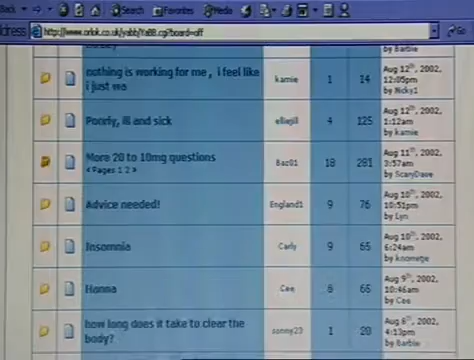 Back
Search Favorites Media
dress http://www.orlok.co.uk/yabb/YaBB.cgi?board=off Go
by Barbie
nothing is working for me , i feel like
i just wa
kamie 1 14
Aug 12th, 2002,
12:05pm
by Nicky1
Poorly, ill and sick
elliejill 4 125
Aug 12th, 2002,
1:12am
by kamie
More 20 to 10mg questions
« Pages 1 2 »
Baz01 18 281
Aug 11th, 2002,
3:57am
by ScaryDave
Advice needed!
England1 9 76
Aug 10th, 2002,
10:51pm
by Lyn
Insomnia
Carly 9 65
Aug 10th, 2002,
6:24am
by
Hanna
Cee 6 65
Aug 9th, 2002,
10:46am
by Cee
how long does it take to clear the
body?
sonny23 1 20
Aug 8th, 2002,
4:13pm
by Barbie